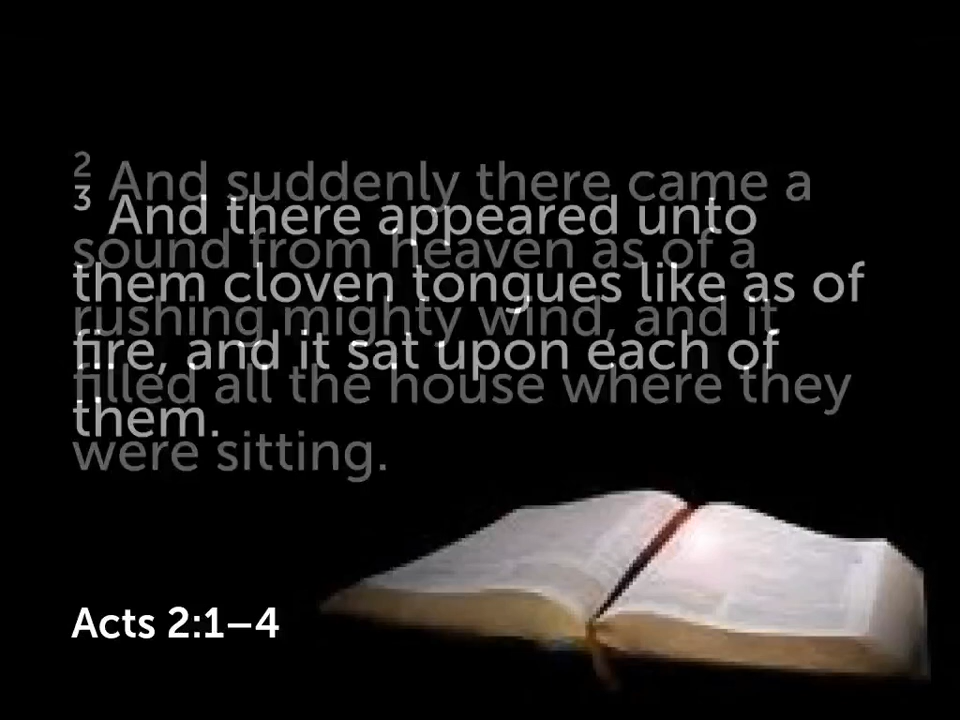 2 And suddenly there came a
sound from heaven as of a
rushing mighty wind, and it
filled all the house where they
were sitting.
3 And there appeared unto
them cloven tongues like as of
fire, and it sat upon each of
them.
Acts 2:1–4